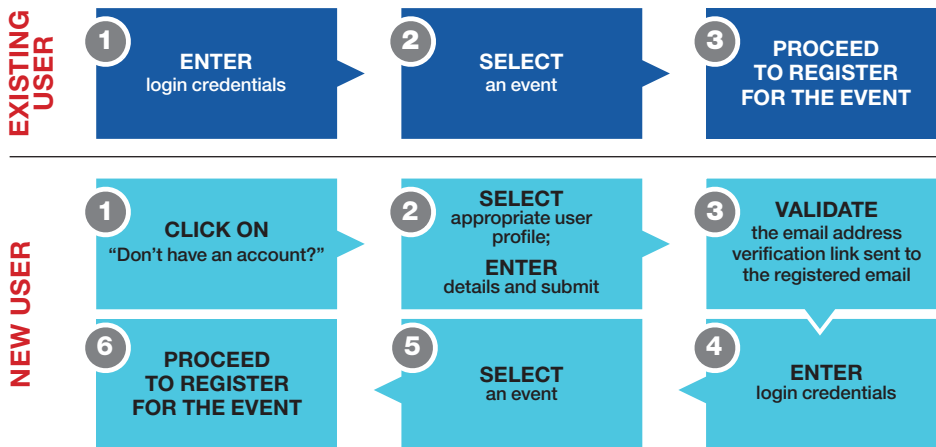 EXISTING
USER
1
ENTER
login credentials
2
SELECT
an event
3
PROCEED
TO REGISTER
FOR THE EVENT
NEW USER
1
CLICK ON
“Don’t have an account?”
2
SELECT
appropriate user
profile;
ENTER
details and submit
3
VALIDATE
the email address
verification link sent to
the registered email
4
ENTER
login credentials
5
SELECT
an event
6
PROCEED
TO REGISTER
FOR THE EVENT